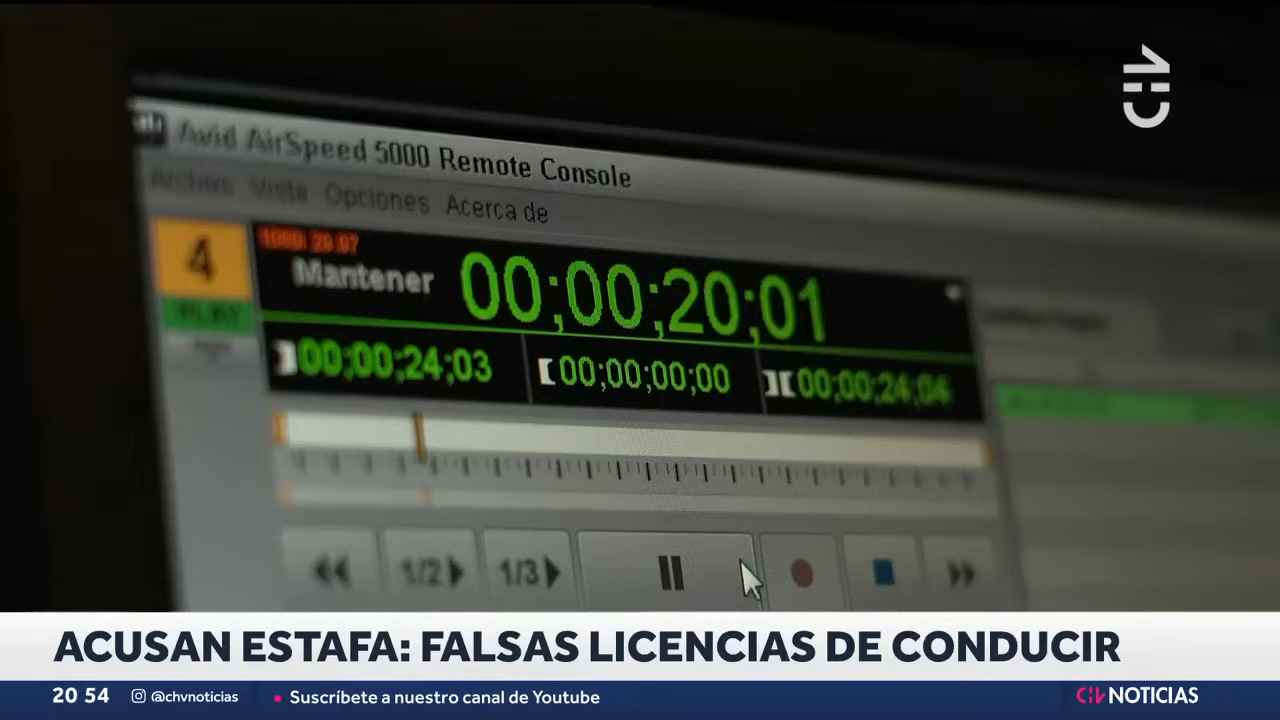 CHV
Avid AirSpeed 5000 Remote Console
Archivo Vista Opciones Acerca de
4
1080i 29.97
Mantener
00;00;20;01
PLAY
00;00;24;03
00;00;00;00
00;00;24;04
1/2
1/3
ACUSAN ESTAFA: FALSAS LICENCIAS DE CONDUCIR
20 54
@chvnoticias
Suscríbete a nuestro canal de Youtube
CHV NOTICIAS